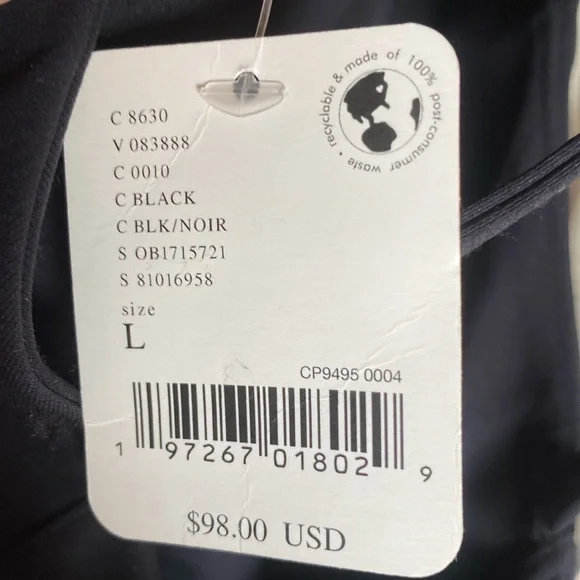 recyclable & made of 100% post-consumer waste •
C 8630
V 083888
C 0010
C BLACK
C BLK/NOIR
S OB1715721
S 81016958
size
L
CP9495 0004
1 97267 01802 9
$98.00 USD